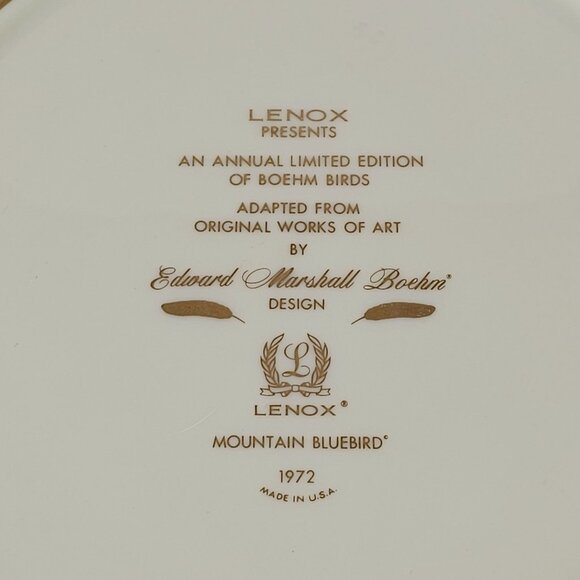 LENOX
PRESENTS
AN ANNUAL LIMITED EDITION
OF BOEHM BIRDS
ADAPTED FROM
ORIGINAL WORKS OF ART
BY
Edward Marshall Boehm®
DESIGN
L
LENOX®
MOUNTAIN BLUEBIRD©
1972
MADE IN U.S.A.